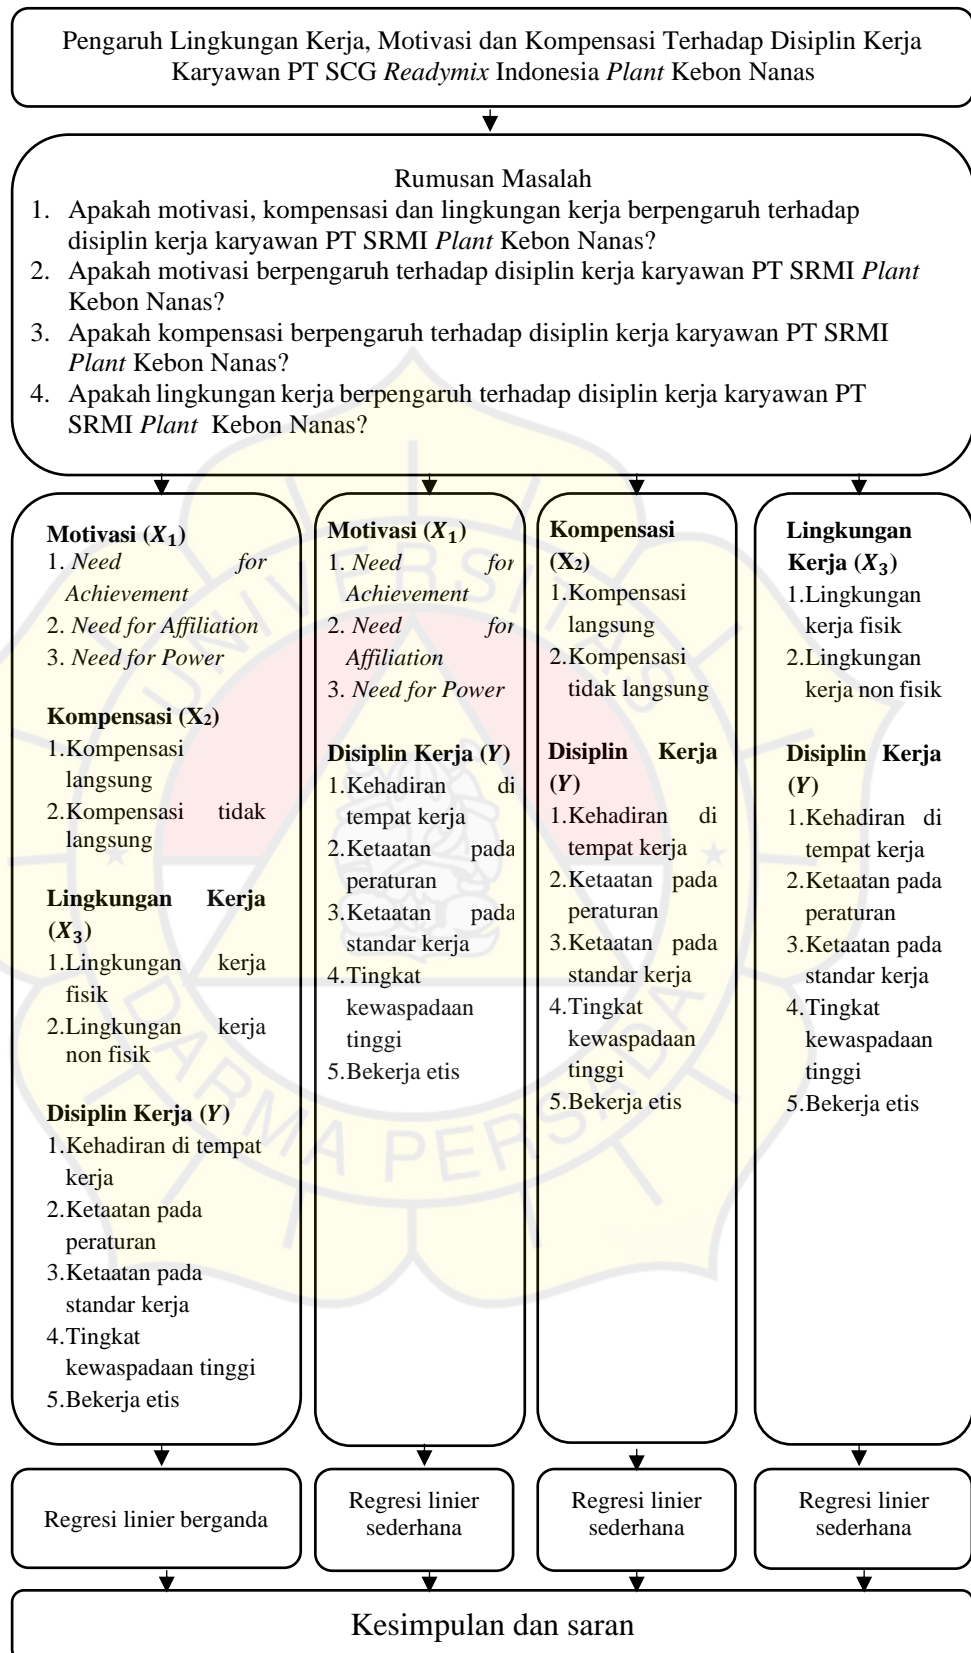 Pengaruh Lingkungan Kerja, Motivasi dan Kompensasi Terhadap Disiplin Kerja
Karyawan PT SCG Readymix Indonesia Plant Kebon Nanas
Rumusan Masalah
1. Apakah motivasi, kompensasi dan lingkungan kerja berpengaruh terhadap
disiplin kerja karyawan PT SRMI Plant Kebon Nanas?
2. Apakah motivasi berpengaruh terhadap disiplin kerja karyawan PT SRMI Plant
Kebon Nanas?
3. Apakah kompensasi berpengaruh terhadap disiplin kerja karyawan PT SRMI
Plant Kebon Nanas?
4. Apakah lingkungan kerja berpengaruh terhadap disiplin kerja karyawan PT
SRMI Plant Kebon Nanas?
Motivasi (X₁)
1. Need for
Achievement
2. Need for Affiliation
3. Need for Power
Kompensasi (X₂)
1.Kompensasi
langsung
2.Kompensasi tidak
langsung
Lingkungan Kerja
(X₃)
1.Lingkungan kerja
fisik
2.Lingkungan kerja
non fisik
Disiplin Kerja (Y)
1.Kehadiran di tempat
kerja
2.Ketaatan pada
peraturan
3.Ketaatan pada
standar kerja
4.Tingkat
kewaspadaan tinggi
5.Bekerja etis
Motivasi (X₁)
1. Need for
Achievement
2. Need for
Affiliation
3. Need for Power
Disiplin Kerja (Y)
1.Kehadiran di
tempat kerja
2.Ketaatan pada
peraturan
3.Ketaatan pada
standar kerja
4.Tingkat
kewaspadaan
tinggi
5.Bekerja etis
Kompensasi
(X₂)
1.Kompensasi
langsung
2.Kompensasi
tidak langsung
Disiplin Kerja
(Y)
1.Kehadiran di
tempat kerja
2.Ketaatan pada
peraturan
3.Ketaatan pada
standar kerja
4.Tingkat
kewaspadaan
tinggi
5.Bekerja etis
Lingkungan
Kerja (X₃)
1.Lingkungan
kerja fisik
2.Lingkungan
kerja non fisik
Disiplin Kerja
(Y)
1.Kehadiran di
tempat kerja
2.Ketaatan pada
peraturan
3.Ketaatan pada
standar kerja
4.Tingkat
kewaspadaan
tinggi
5.Bekerja etis
Regresi linier berganda
Regresi linier
sederhana
Regresi linier
sederhana
Regresi linier
sederhana
Kesimpulan dan saran
UNIVERSITAS
DARMA PERSADA